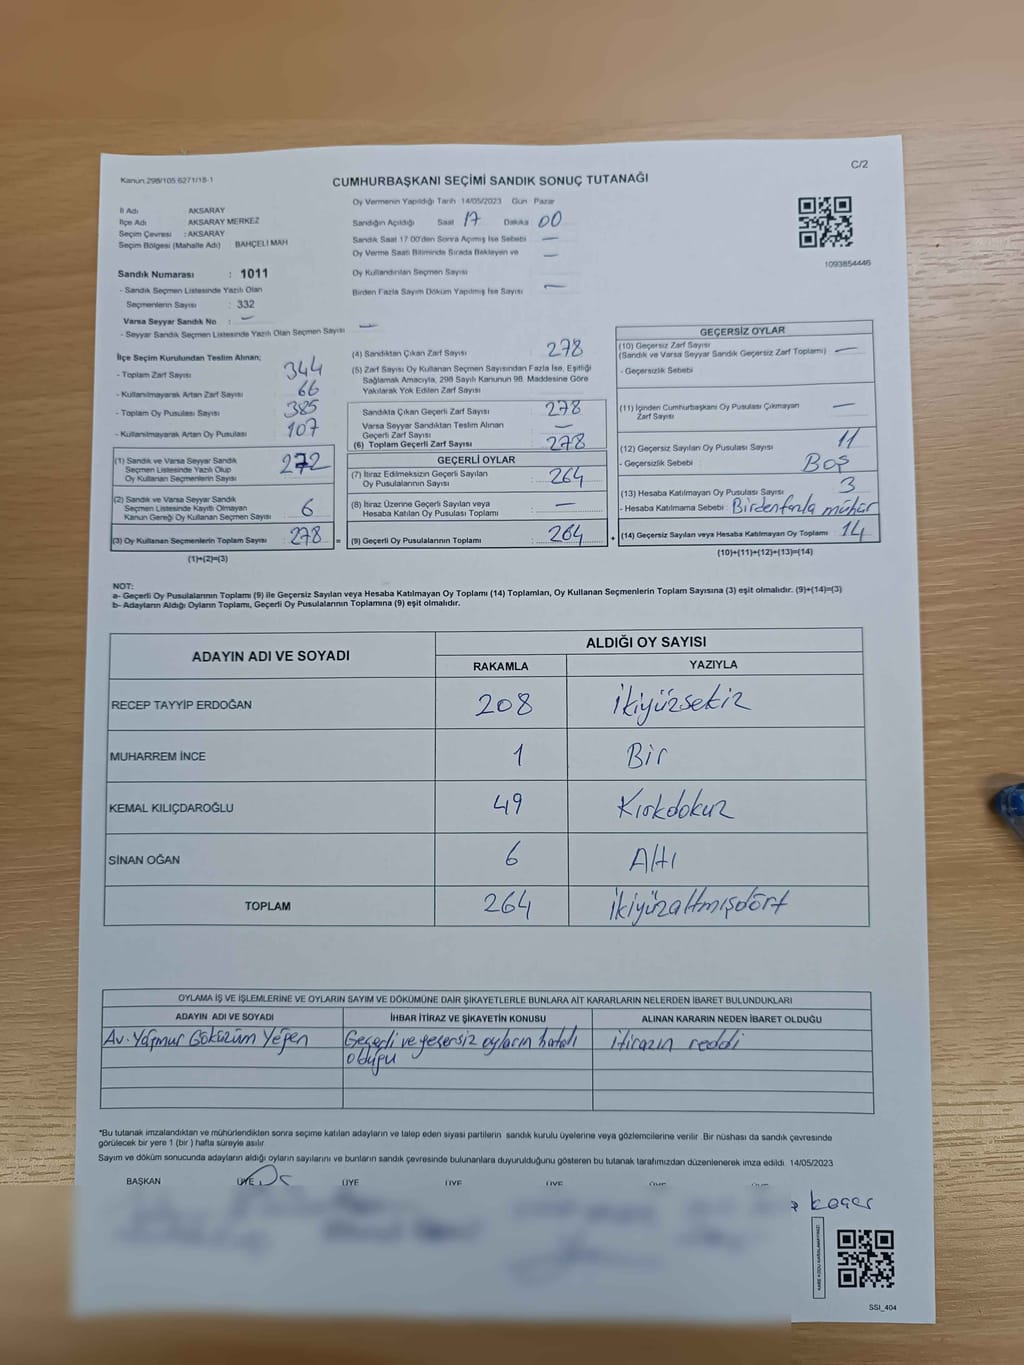 C/2
Kanun 298/105 6271/18-1
CUMHURBAŞKANI SEÇİMİ SANDIK SONUÇ TUTANAĞI
İl Adı AKSARAY
İlçe Adı AKSARAY MERKEZ
Seçim Çevresi : AKSARAY
Seçim Bölgesi (Mahalle Adı) BAHÇELİ MAH
Sandık Numarası : 1011
- Sandık Seçmen Listesinde Yazılı Olan
Seçmenlerin Sayısı : 332
Varsa Seyyar Sandık No : -
- Seyyar Sandık Seçmen Listesinde Yazılı Olan Seçmen Sayısı -
Oy Vermenin Yapıldığı Tarih 14/05/2023 Gün Pazar
Sandığın Açıldığı Saat 17 Dakika 00
Sandık Saat 17 00'den Sonra Açımış İse Sebebi -
Oy Verme Saati Bitiminde Sırada Bekleyen ve -
Oy Kullandırılan Seçmen Sayısı
Birden Fazla Sayım Döküm Yapılmış İse Sayısı -
1093854446
İlçe Seçim Kurulundan Teslim Alınan;
- Toplam Zarf Sayısı 344
- Kullanılmayarak Artan Zarf Sayısı 66
- Toplam Oy Pusulası Sayısı 385
- Kullanılmayarak Artan Oy Pusulası 107
(1) Sandık ve Varsa Seyyar Sandık
Seçmen Listesinde Yazılı Olup
Oy Kullanan Seçmenlerin Sayısı 272
(2) Sandık ve Varsa Seyyar Sandık
Seçmen Listesinde Kayıtlı Olmayan
Kanun Gereği Oy Kullanan Seçmen Sayısı 6
(3) Oy Kullanan Seçmenlerin Toplam Sayısı 278 =
(1)+(2)=(3)
(4) Sandıktan Çıkan Zarf Sayısı 278
(5) Zarf Sayısı Oy Kullanan Seçmen Sayısından Fazla İse, Eşitliği
Sağlamak Amacıyla, 298 Sayılı Kanunun 98. Maddesine Göre
Yakılarak Yok Edilen Zarf Sayısı
Sandıkta Çıkan Geçerli Zarf Sayısı 278
Varsa Seyyar Sandıktan Teslim Alınan
Geçerli Zarf Sayısı -
(6) Toplam Geçerli Zarf Sayısı 278
GEÇERLİ OYLAR
(7) İtiraz Edilmeksizin Geçerli Sayılan
Oy Pusulalarının Sayısı 264
(8) İtiraz Üzerine Geçerli Sayılan veya
Hesaba Katılan Oy Pusulası Toplamı -
(9) Geçerli Oy Pusulalarının Toplamı : 264 +
GEÇERSİZ OYLAR
(10) Geçersiz Zarf Sayısı
(Sandık ve Varsa Seyyar Sandık Geçersiz Zarf Toplamı) -
- Geçersizlik Sebebi
(11) İçinden Cumhurbaşkanı Oy Pusulası Çıkmayan
Zarf Sayısı -
(12) Geçersiz Sayılan Oy Pusulası Sayısı 11
- Geçersizlik Sebebi Boş
(13) Hesaba Katılmayan Oy Pusulası Sayısı 3
- Hesaba Katılmama Sebebi : Birdenfazla mühür
(14) Geçersiz Sayılan veya Hesaba Katılmayan Oy Toplamı : 14
(10)+(11)+(12)+(13)=(14)
NOT:
a- Geçerli Oy Pusulalarının Toplamı (9) ile Geçersiz Sayılan veya Hesaba Katılmayan Oy Toplamı (14) Toplamları, Oy Kullanan Seçmenlerin Toplam Sayısına (3) eşit olmalıdır. (9)+(14)=(3)
b- Adayların Aldığı Oyların Toplamı, Geçerli Oy Pusulalarının Toplamına (9) eşit olmalıdır.
ADAYIN ADI VE SOYADI ALDIĞI OY SAYISI
RAKAMLA YAZIYLA
RECEP TAYYİP ERDOĞAN 208 İkiyüzsekiz
MUHARREM İNCE 1 Bir
KEMAL KILIÇDAROĞLU 49 Kırkdokuz
SİNAN OĞAN 6 Altı
TOPLAM 264 İkiyüzaltmışdört
OYLAMA İŞ VE İŞLEMLERİNE VE OYLARIN SAYIM VE DÖKÜMÜNE DAİR ŞİKAYETLERLE BUNLARA AİT KARARLARIN NELERDEN İBARET BULUNDUKLARI
ADAYIN ADI VE SOYADI İHBAR İTİRAZ VE ŞİKAYETİN KONUSU ALINAN KARARIN NEDEN İBARET OLDUĞU
Av. Yağmur Göküzüm Yeğen Geçerli ve geçersiz oyların hatalı itirazın reddi
olduğu
*Bu tutanak imzalandıktan ve mühürlendikten sonra seçime katılan adayların ve talep eden siyasi partilerin sandık kurulu üyelerine veya gözlemcilerine verilir. Bir nüshası da sandık çevresinde
görülecek bir yere 1 (bir) hafta süreyle asılır.
Sayım ve döküm sonucunda adayların aldığı oyların sayılarını ve bunların sandık çevresinde bulunanlara duyurulduğunu gösteren bu tutanak tarafımızdan düzenlenerek imza edildi. 14/05/2023
BAŞKAN ÜYE ÜYE ÜYE ÜYE
SSI_404